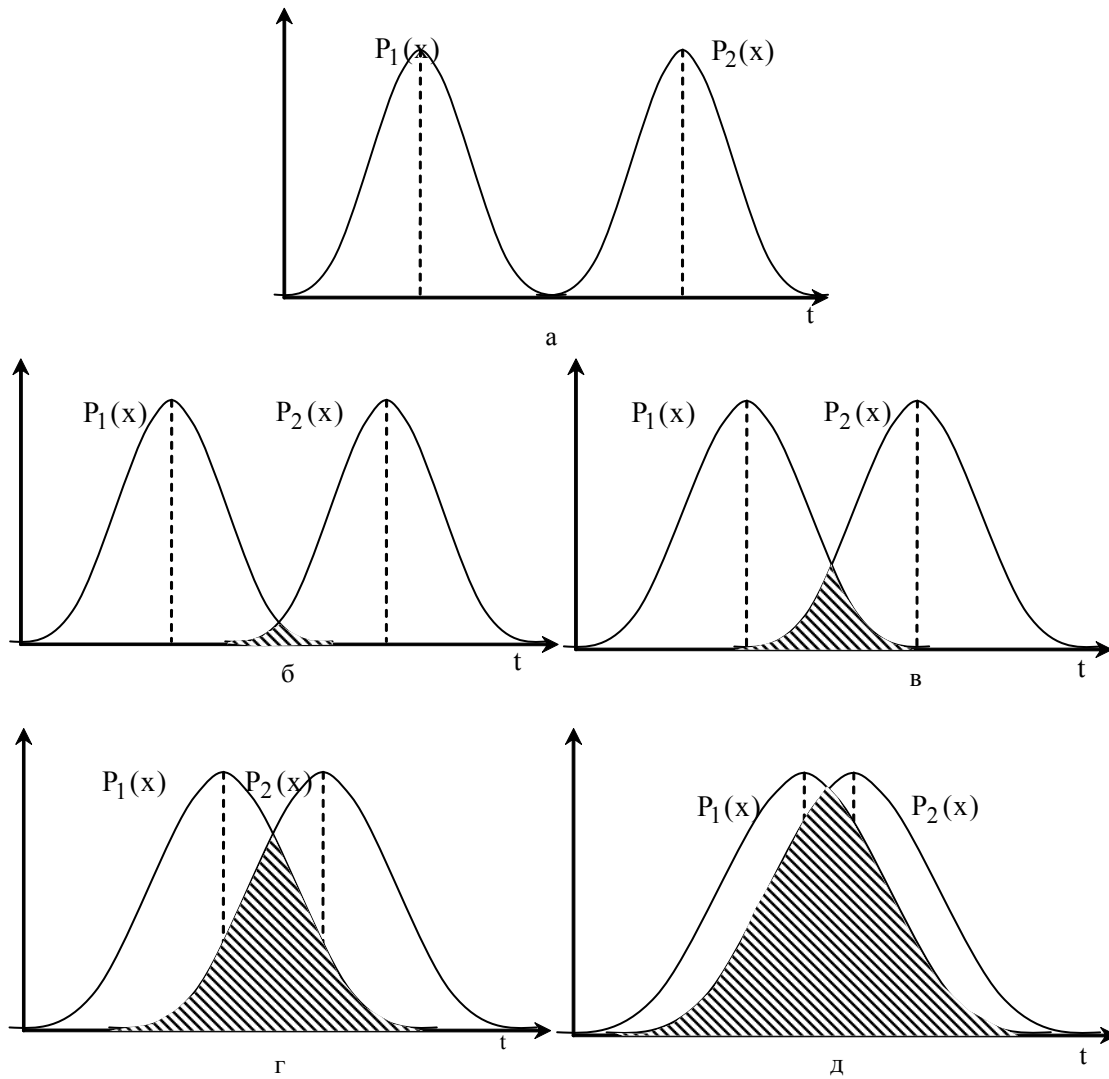 P1(x) P2(x)
t
а
P1(x) P2(x)
t
б
P1(x) P2(x)
t
в
P1(x) P2(x)
t
г
P1(x) P2(x)
t
д